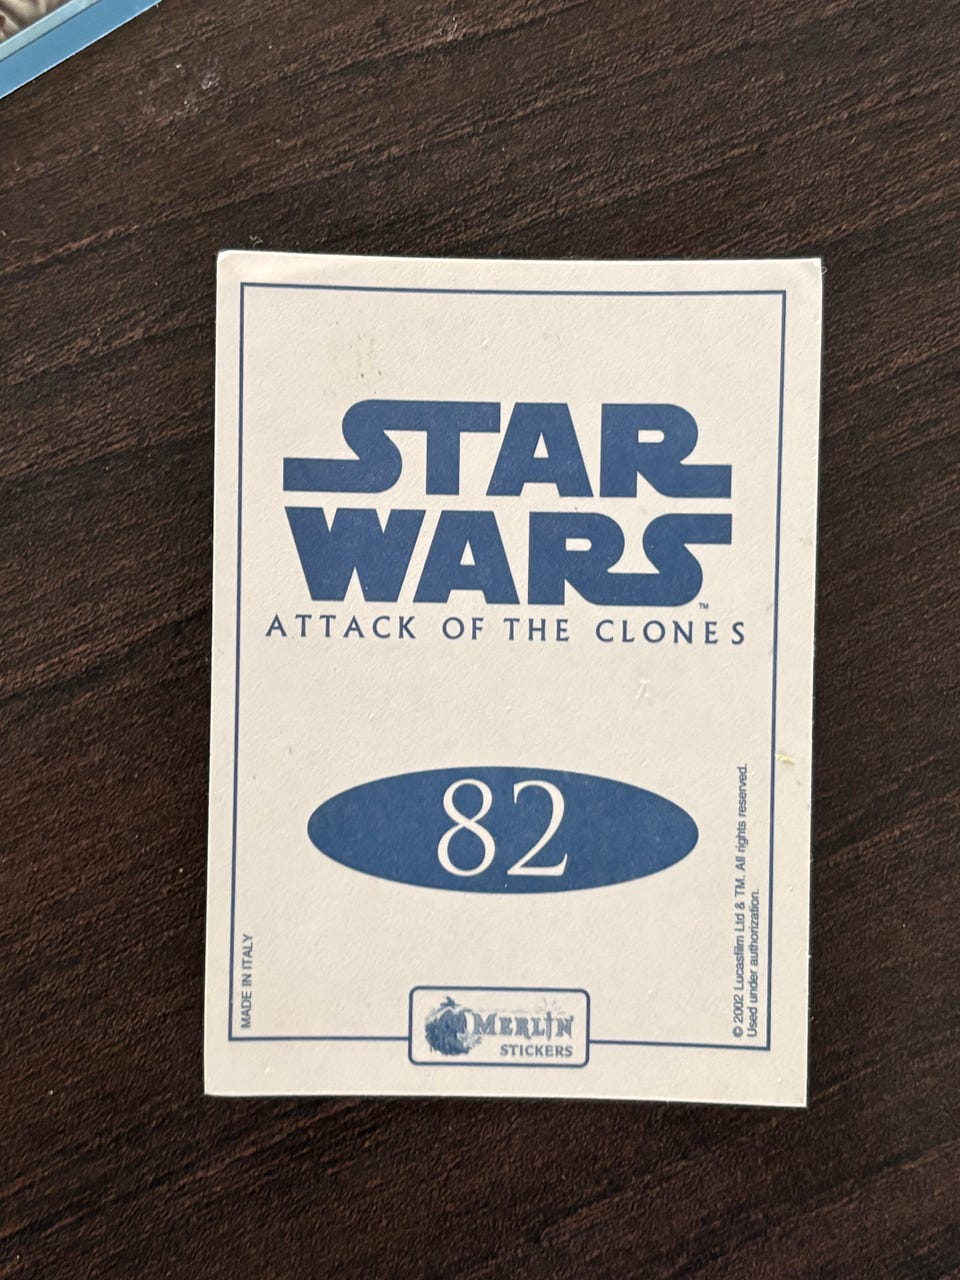 STAR
WARS
™
ATTACK OF THE CLONES
82
MADE IN ITALY
© 2002 Lucasfilm Ltd & TM. All rights reserved.
Used under authorization.
MERLIN
STICKERS